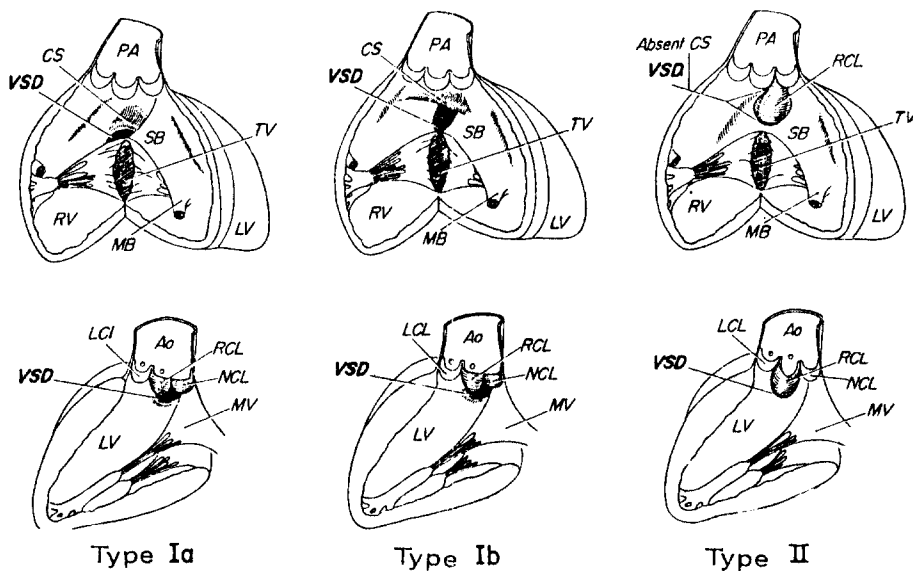 CS
PA
VSD
SB
TV
RV
MB
LV
CS
PA
VSD
SB
TV
RV
MB
LV
Absent CS
PA
VSD
RCL
SB
TV
RV
MB
LV
LCl
Ao
RCL
VSD
NCL
MV
LV
LCL
Ao
RCL
VSD
NCL
MV
LV
LCL
Ao
VSD
RCL
NCL
MV
LV
Type Ia
Type Ib
Type II